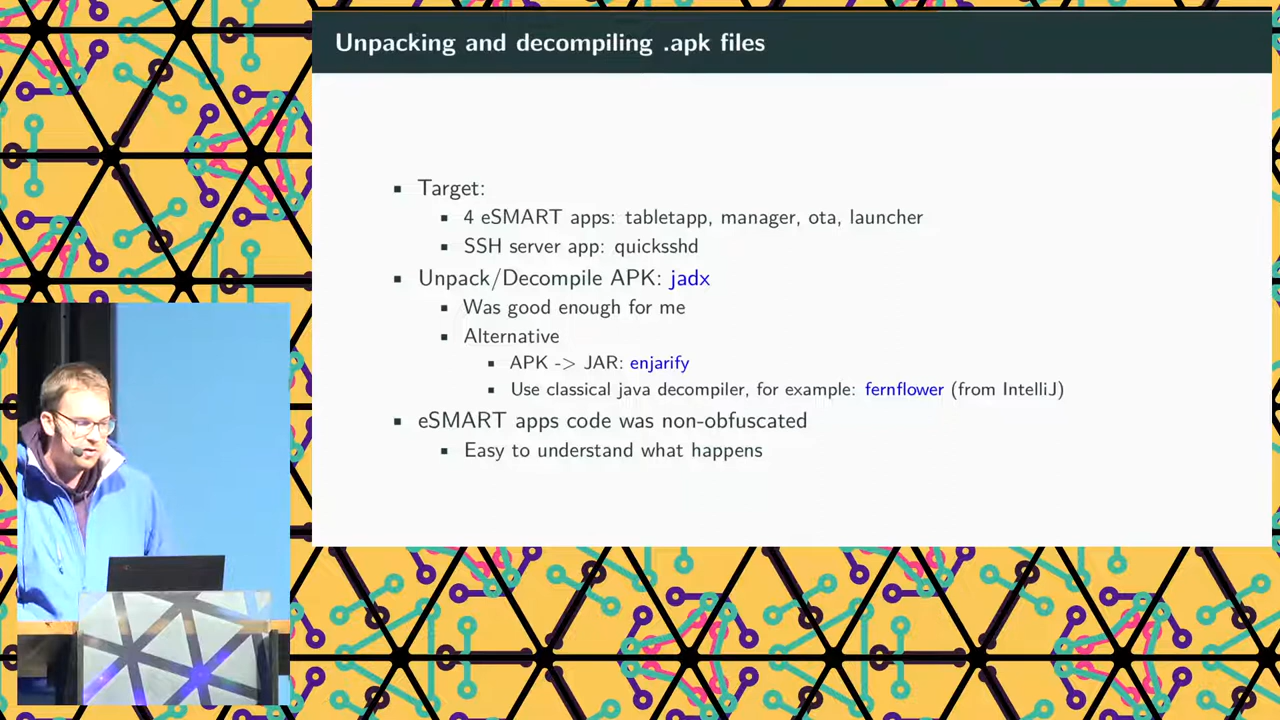 Unpacking and decompiling .apk files
▪ Target:
▪ 4 eSMART apps: tabletapp, manager, ota, launcher
▪ SSH server app: quicksshd
▪ Unpack/Decompile APK: jadx
▪ Was good enough for me
▪ Alternative
▪ APK -> JAR: enjarify
▪ Use classical java decompiler, for example: fernflower (from IntelliJ)
▪ eSMART apps code was non-obfuscated
▪ Easy to understand what happens